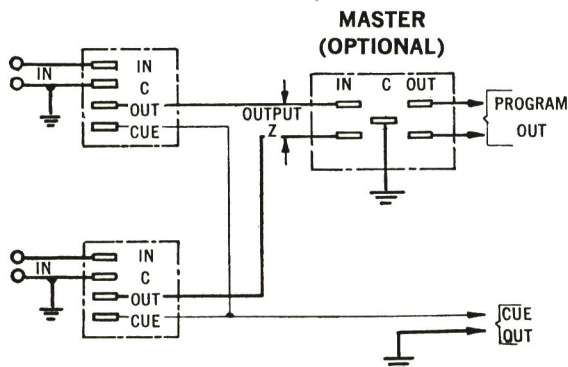 MASTER
(OPTIONAL)
IN
IN
C
OUT
CUE
OUTPUT
Z
IN C OUT
PROGRAM
OUT
IN
IN
C
OUT
CUE
CUE
OUT